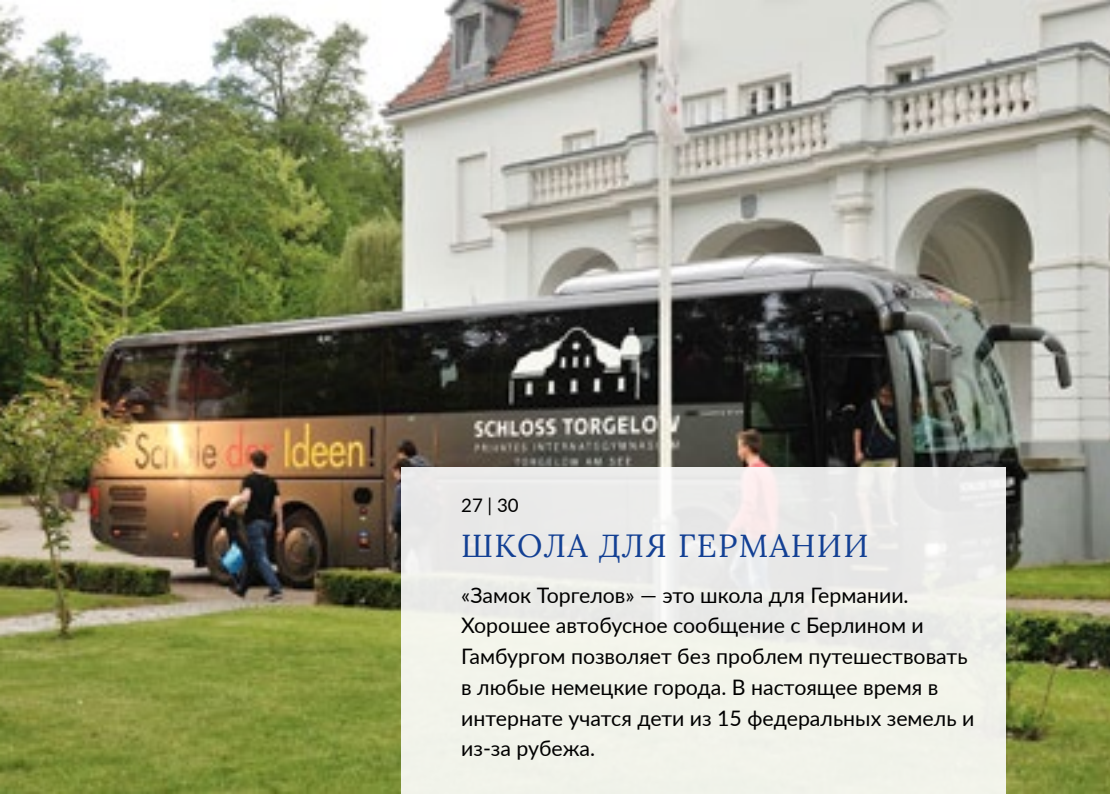 Schule der Ideen!
SCHLOSS TORGELOW
PRIVATES INTERNATSGYMNASIUM
TORGELOW AM SEE
27 | 30
ШКОЛА ДЛЯ ГЕРМАНИИ
«Замок Торгелов» — это школа для Германии.
Хорошее автобусное сообщение с Берлином и
Гамбургом позволяет без проблем путешествовать
в любые немецкие города. В настоящее время в
интернате учатся дети из 15 федеральных земель и
из-за рубежа.